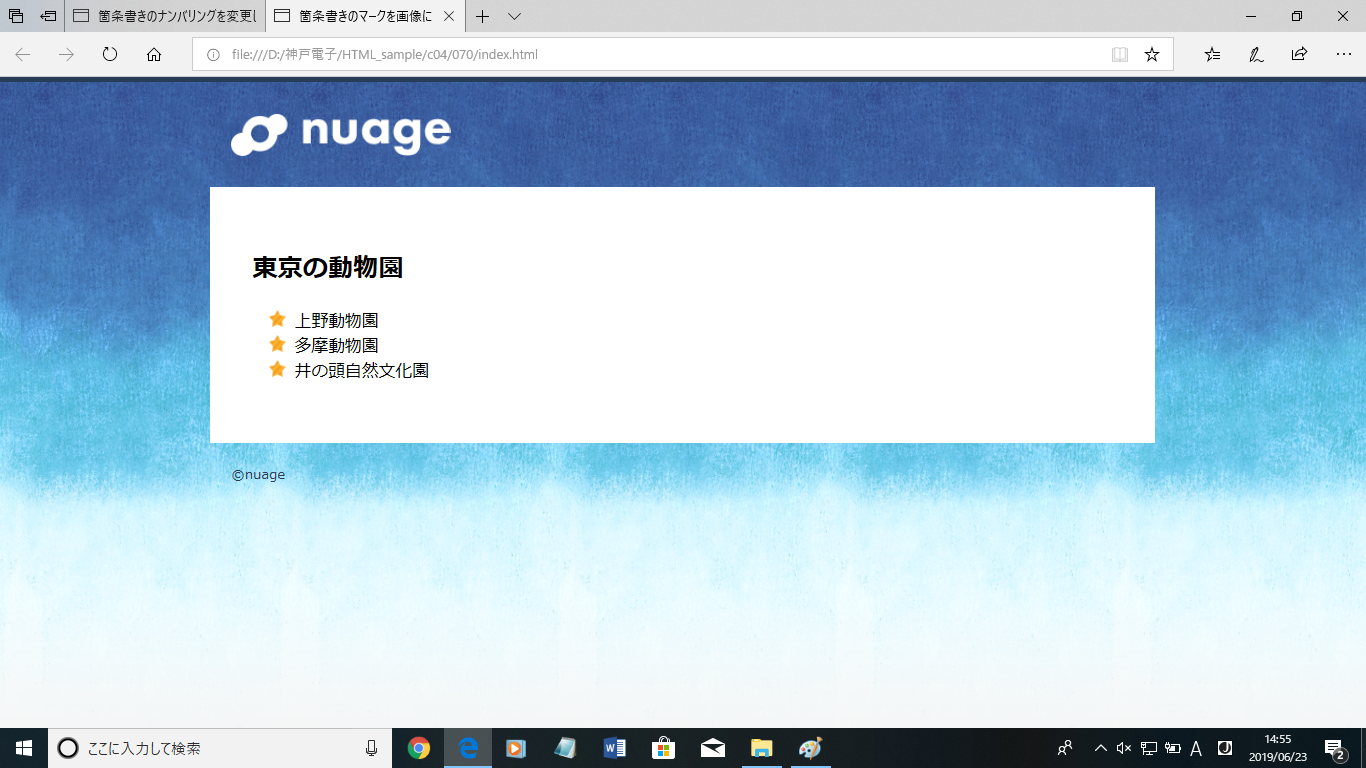 箇条書きのナンバリングを変更し
箇条書きのマークを画像に
file:///D:/神戸電子/HTML_sample/c04/070/index.html
nuage
東京の動物園
上野動物園
多摩動物園
井の頭自然文化園
©nuage
ここに入力して検索
A
14:55
2019/06/23
2